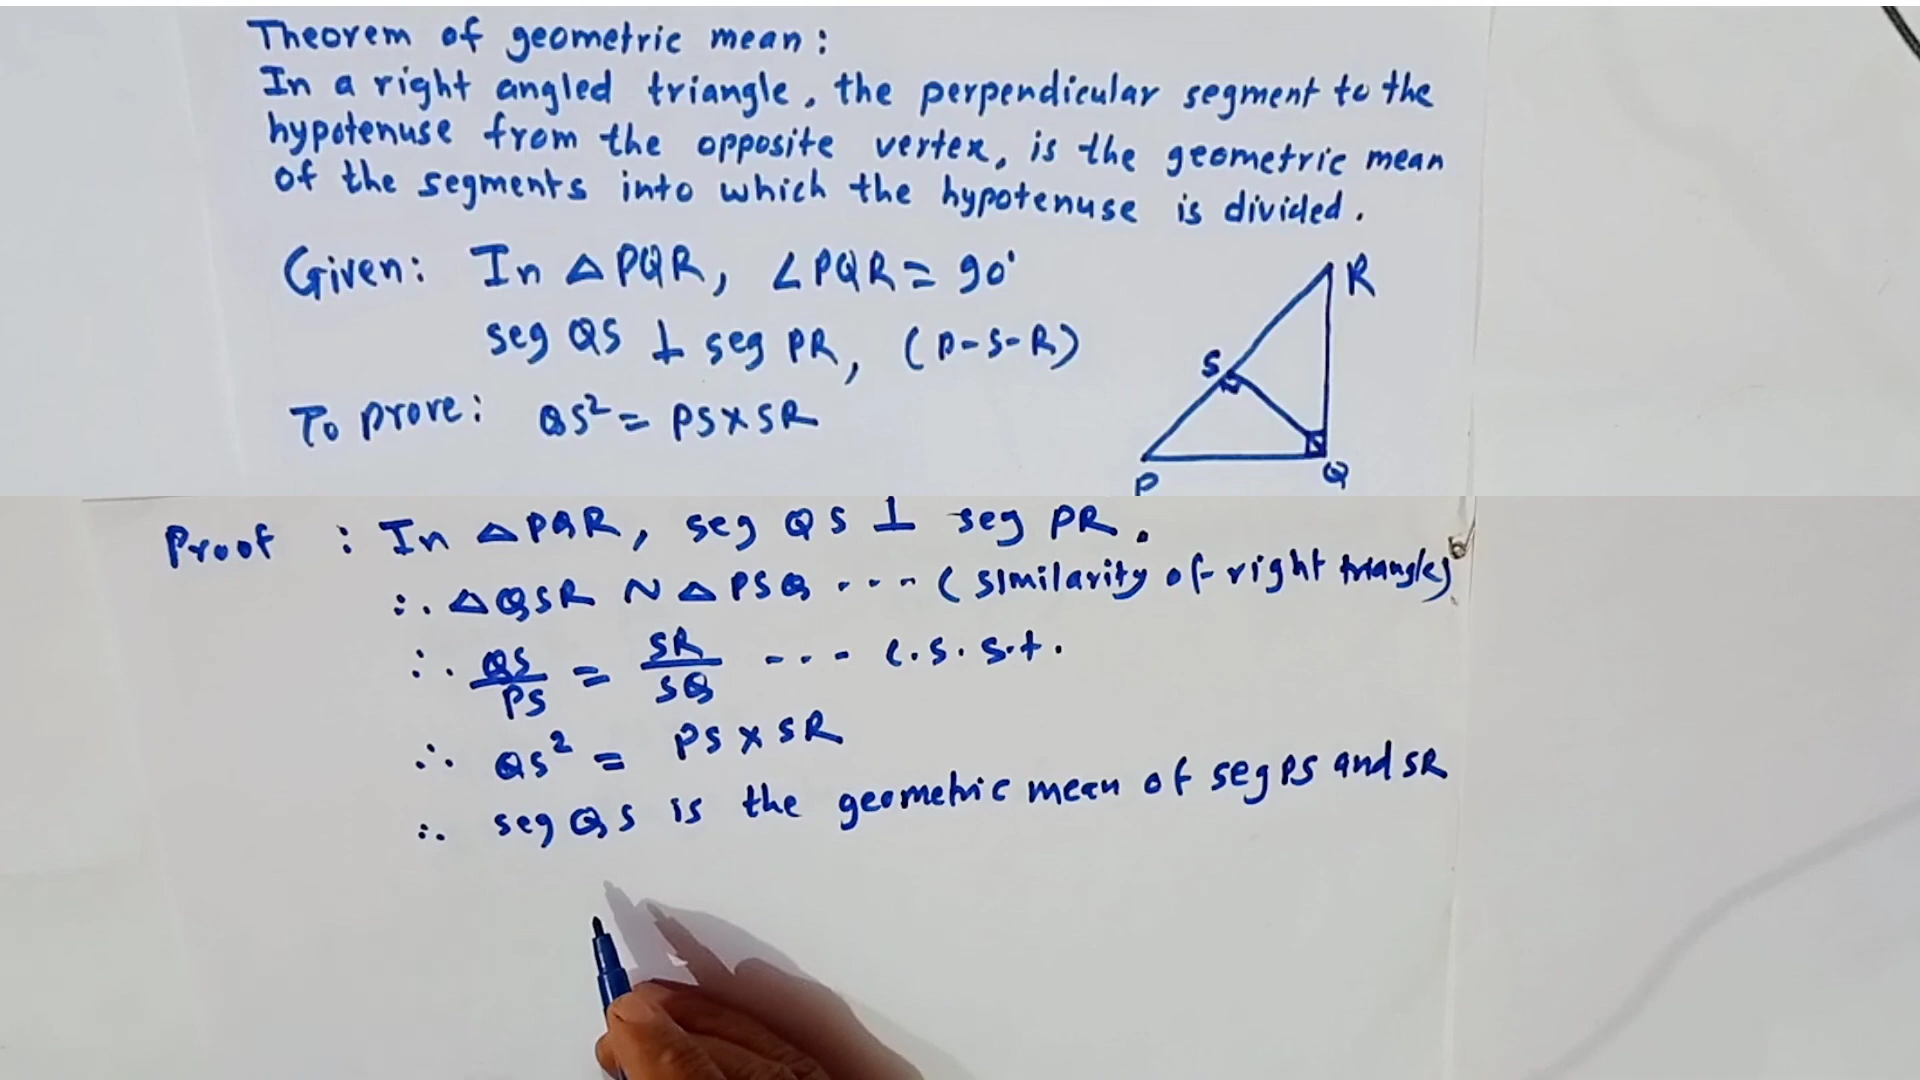 Theorem of geometric mean:
In a right angled triangle, the perpendicular segment to the
hypotenuse from the opposite vertex, is the geometric mean
of the segments into which the hypotenuse is divided.
Given: In △PQR, ∠PQR = 90°
seg QS ⊥ seg PR, (P-S-R)
To prove: QS² = PS×SR
R
S
P
Q
Proof : In △PQR, seg QS ⊥ seg PR.
∴ △QSR ~ △PSQ --- (similarity of right triangles)
∴ QS/PS = SR/SQ --- c.s.s.t.
∴ QS² = PS×SR
∴ seg QS is the geometric mean of seg PS and SR